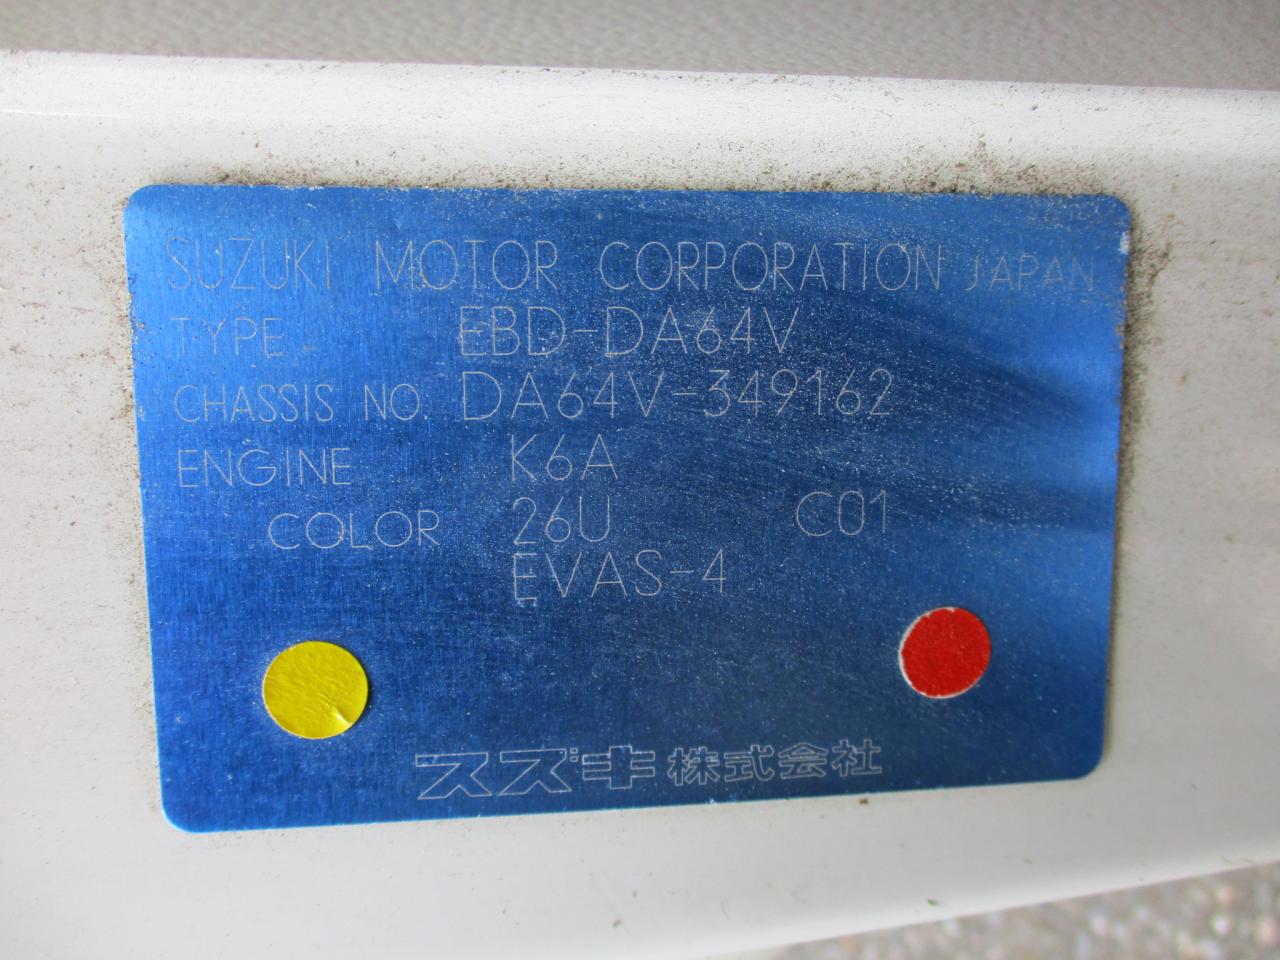 SUZUKI MOTOR CORPORATION JAPAN
TYPE EBD-DA64V
CHASSIS NO. DA64V-349162
ENGINE K6A
COLOR 26U C01
EVAS-4
スズキ株式会社